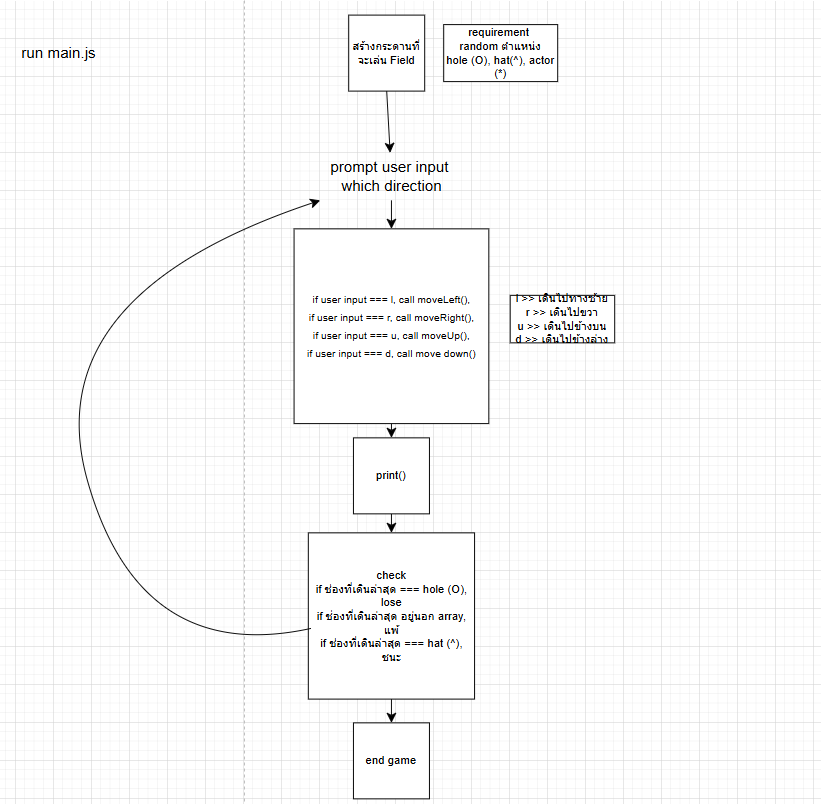 run main.js
สร้างกระดานที่
จะเล่น Field
requirement
random ตำแหน่ง
hole (O), hat(^), actor
(*)
prompt user input
which direction
if user input === l, call moveLeft(),
if user input === r, call moveRight(),
if user input === u, call moveUp(),
if user input === d, call move down()
l >> เดินไปทางซ้าย
r >> เดินไปขวา
u >> เดินไปข้างบน
d >> เดินไปข้างล่าง
print()
check
if ช่องที่เดินล่าสุด === hole (O),
lose
if ช่องที่เดินล่าสุด อยู่นอก array,
แพ้
if ช่องที่เดินล่าสุด === hat (^),
ชนะ
end game